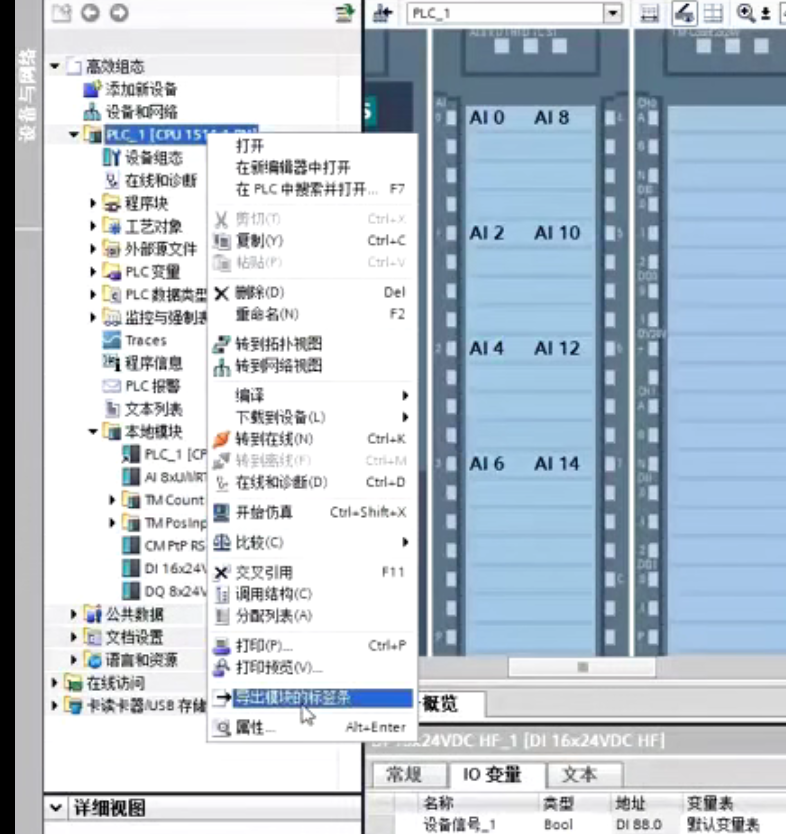 PLC_1
设备与网络
高效组态
添加新设备
设备和网络
PLC_1 [CPU
设备组态
在线和诊断
程序块
工艺对象
外部源文件
PLC 变量
PLC 数据类型
监控与强制表
Traces
程序信息
PLC 报警
文本列表
本地模块
PLC_1 [CP
AI 8xU/I/RT
TM Count
TM PosInp
CM PtP RS
DI 16x24V
DQ 8x24V
公共数据
文档设置
语言和资源
在线访问
卡读卡器/USB 存储
详细视图
打开
在新编辑器中打开
在 PLC 中搜索并打开... F7
剪切(T) Ctrl+X
复制(Y) Ctrl+C
粘贴(P) Ctrl+V
删除(D) Del
重命名(N) F2
转到拓扑视图
转到网络视图
编译
下载到设备(L)
转到在线(N) Ctrl+K
转到离线(F) Ctrl+M
在线和诊断(D) Ctrl+D
开始仿真 Ctrl+Shift+X
比较(C)
交叉引用 F11
调用结构(C)
分配列表(A)
打印(P)... Ctrl+P
打印预览(V)...
导出模块的标签条
属性... Alt+Enter
AI 0 AI 8
AI 2 AI 10
AI 4 AI 12
AI 6 AI 14
概览
24VDC HF_1 [DI 16x24VDC HF]
常规 IO 变量 文本
名称 类型 地址 变量表
设备信号_1 Bool DI 88.0 默认变量表